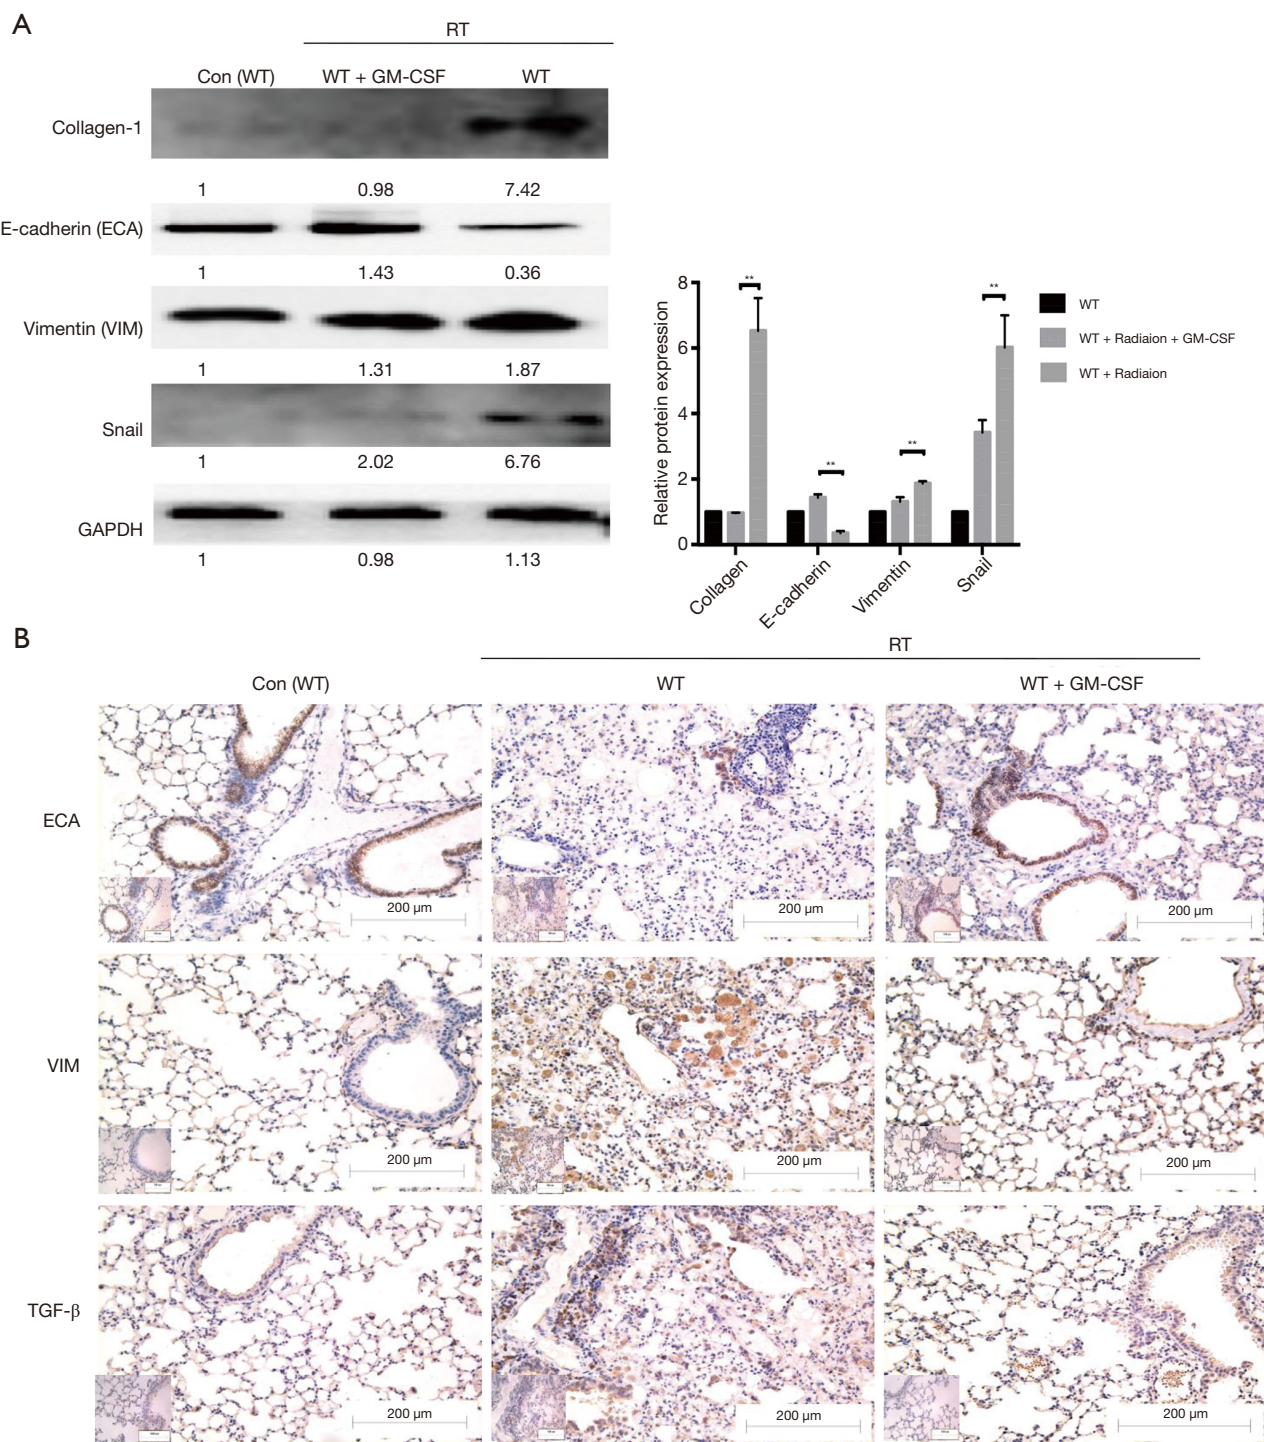 A
RT
Con (WT) WT + GM-CSF WT
Collagen-1
1 0.98 7.42
E-cadherin (ECA)
1 1.43 0.36
Vimentin (VIM)
1 1.31 1.87
Snail
1 2.02 6.76
GAPDH
1 0.98 1.13
Relative protein expression
8
6
4
2
0
**
**
**
**
Collagen
E-cadherin
Vimentin
Snail
WT
WT + Radiaion + GM-CSF
WT + Radiaion
B
RT
Con (WT) WT WT + GM-CSF
ECA
200 µm 200 µm 200 µm
VIM
200 µm 200 µm 200 µm
TGF-β
200 µm 200 µm 200 µm